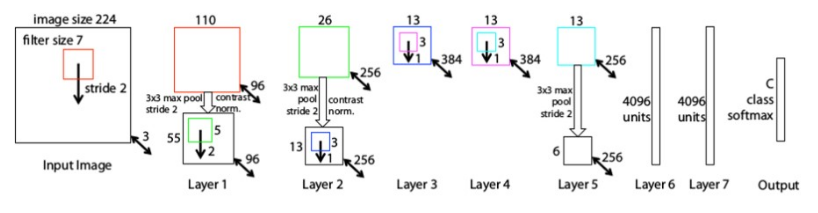 image size 224
filter size 7
stride 2
3
Input Image
110
96
3x3 max pool
stride 2
contrast
norm.
55
5
2
96
Layer 1
26
256
3x3 max
pool
stride 2
contrast
norm.
13
3
1
256
Layer 2
13
3
1
384
Layer 3
13
3
1
384
Layer 4
13
256
3x3 max
pool
stride 2
6
256
Layer 5
4096
units
Layer 6
4096
units
Layer 7
C
class
softmax
Output